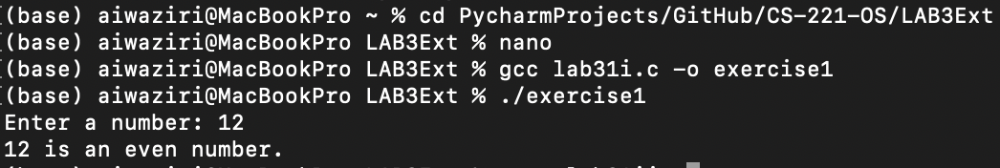 (base) aiwaziri@MacBookPro ~ % cd PycharmProjects/GitHub/CS-221-OS/LAB3Ext
(base) aiwaziri@MacBookPro LAB3Ext % nano
(base) aiwaziri@MacBookPro LAB3Ext % gcc lab31i.c -o exercise1
(base) aiwaziri@MacBookPro LAB3Ext % ./exercise1
Enter a number: 12
12 is an even number.